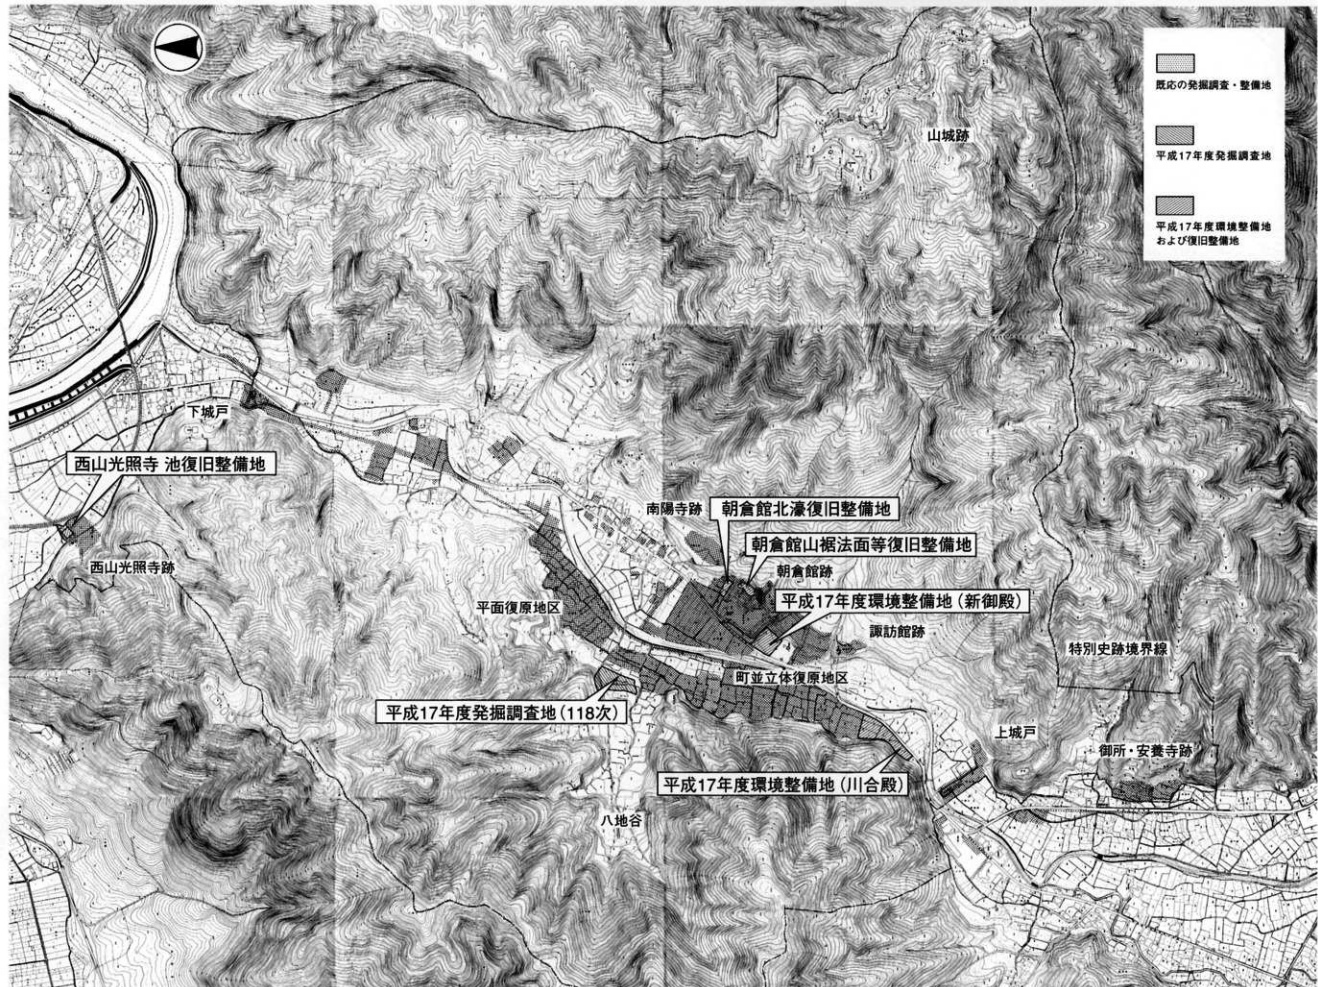 既応の発掘調査・整備地
平成17年度発掘調査地
平成17年度環境整備地
および復旧整備地
山城跡
下城戸
西山光照寺 池復旧整備地
西山光照寺跡
南陽寺跡
朝倉館北濠復旧整備地
朝倉館山裾法面等復旧整備地
朝倉館跡
平成17年度環境整備地（新御殿）
平面復原地区
諏訪館跡
特別史跡境界線
町並立体復原地区
平成17年度発掘調査地（118次）
上城戸
御所・安養寺跡
平成17年度環境整備地（川合殿）
八地谷